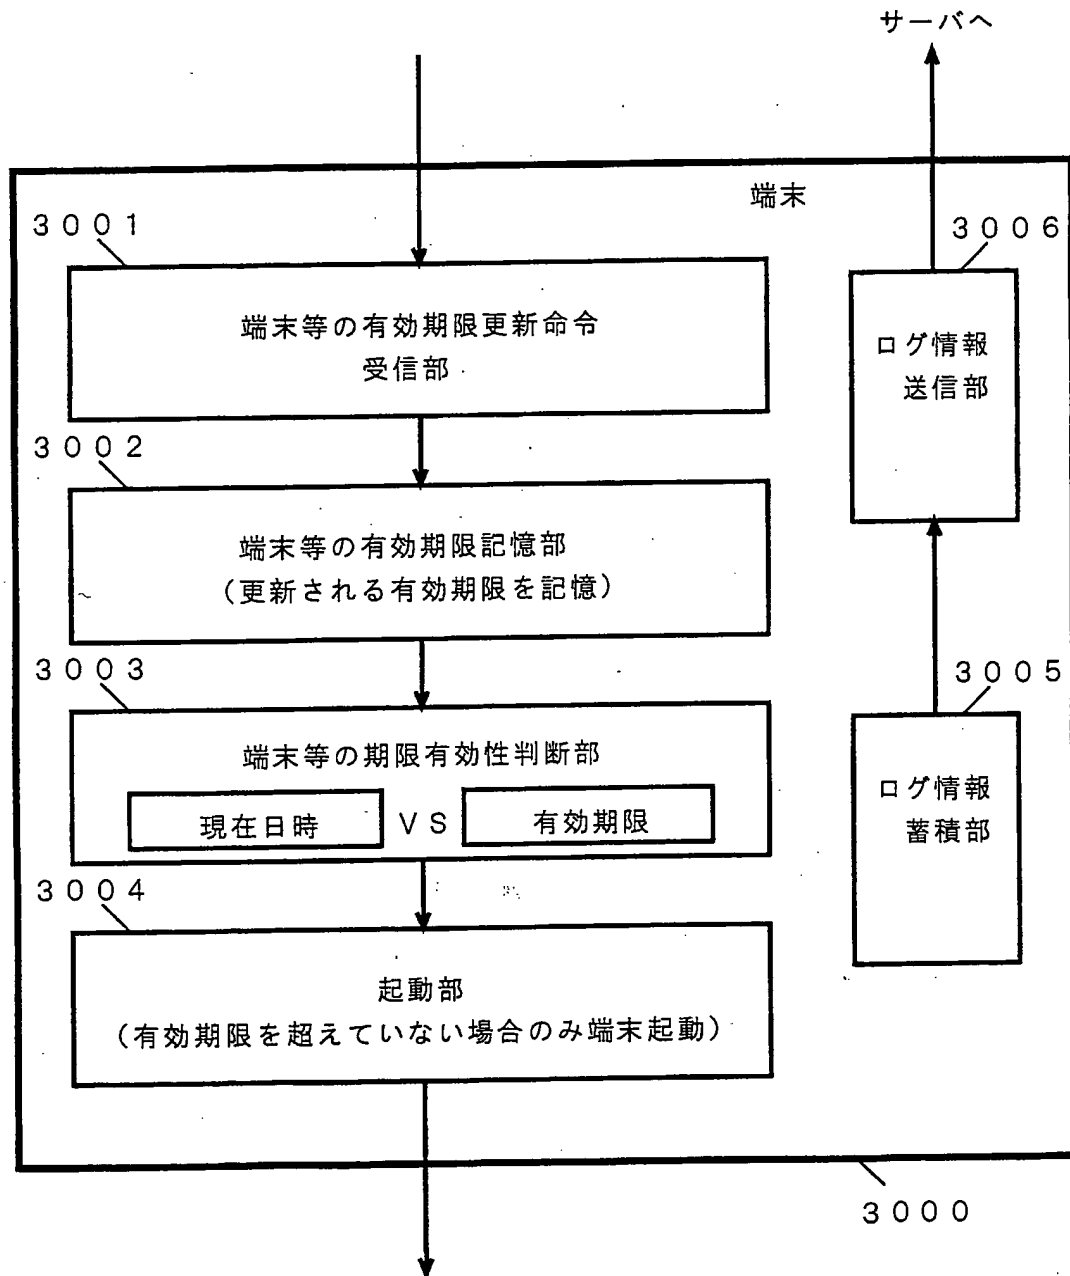 サーバへ
端末
３００１
端末等の有効期限更新命令
受信部
３００６
ログ情報
送信部
３００２
端末等の有効期限記憶部
（更新される有効期限を記憶）
３００３
端末等の期限有効性判断部
現在日時 ＶＳ 有効期限
３００５
ログ情報
蓄積部
３００４
起動部
（有効期限を超えていない場合のみ端末起動）
３０００